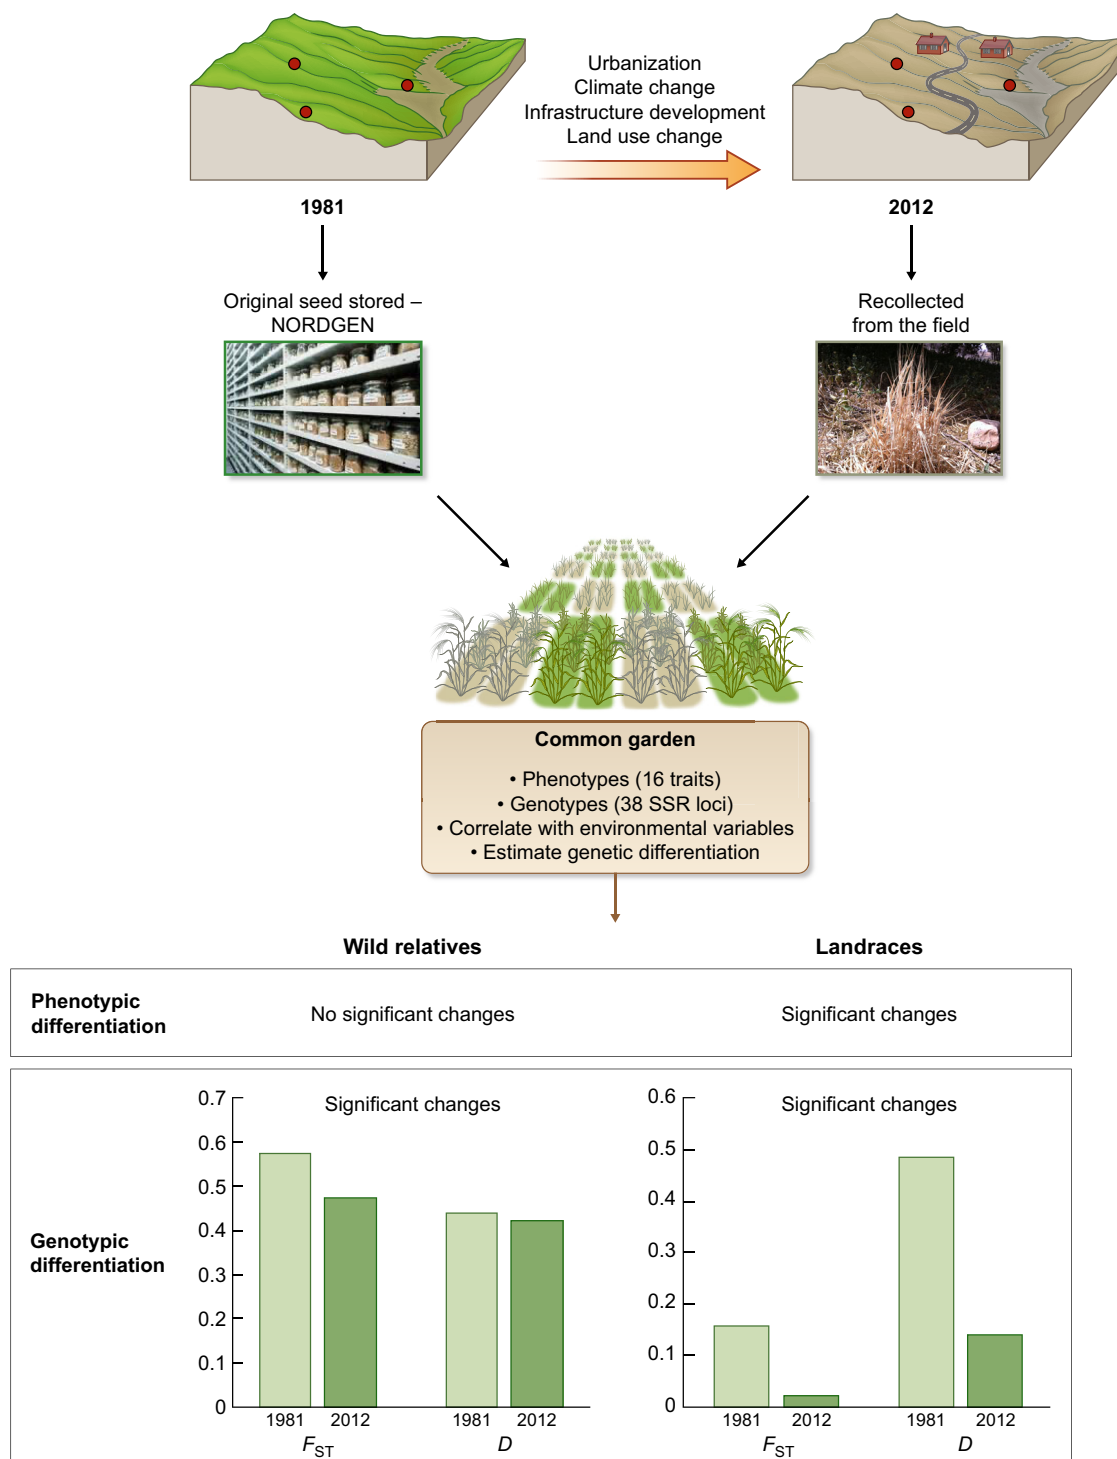 Urbanization
Climate change
Infrastructure development
Land use change
1981
2012
Original seed stored –
NORDGEN
Recollected
from the field
Common garden
• Phenotypes (16 traits)
• Genotypes (38 SSR loci)
• Correlate with environmental variables
• Estimate genetic differentiation
Wild relatives
Landraces
Phenotypic
differentiation
No significant changes
Significant changes
Genotypic
differentiation
Significant changes
0.7
0.6
0.5
0.4
0.3
0.2
0.1
0
1981 2012 1981 2012
FST D
Significant changes
0.6
0.5
0.4
0.3
0.2
0.1
0
1981 2012 1981 2012
FST D